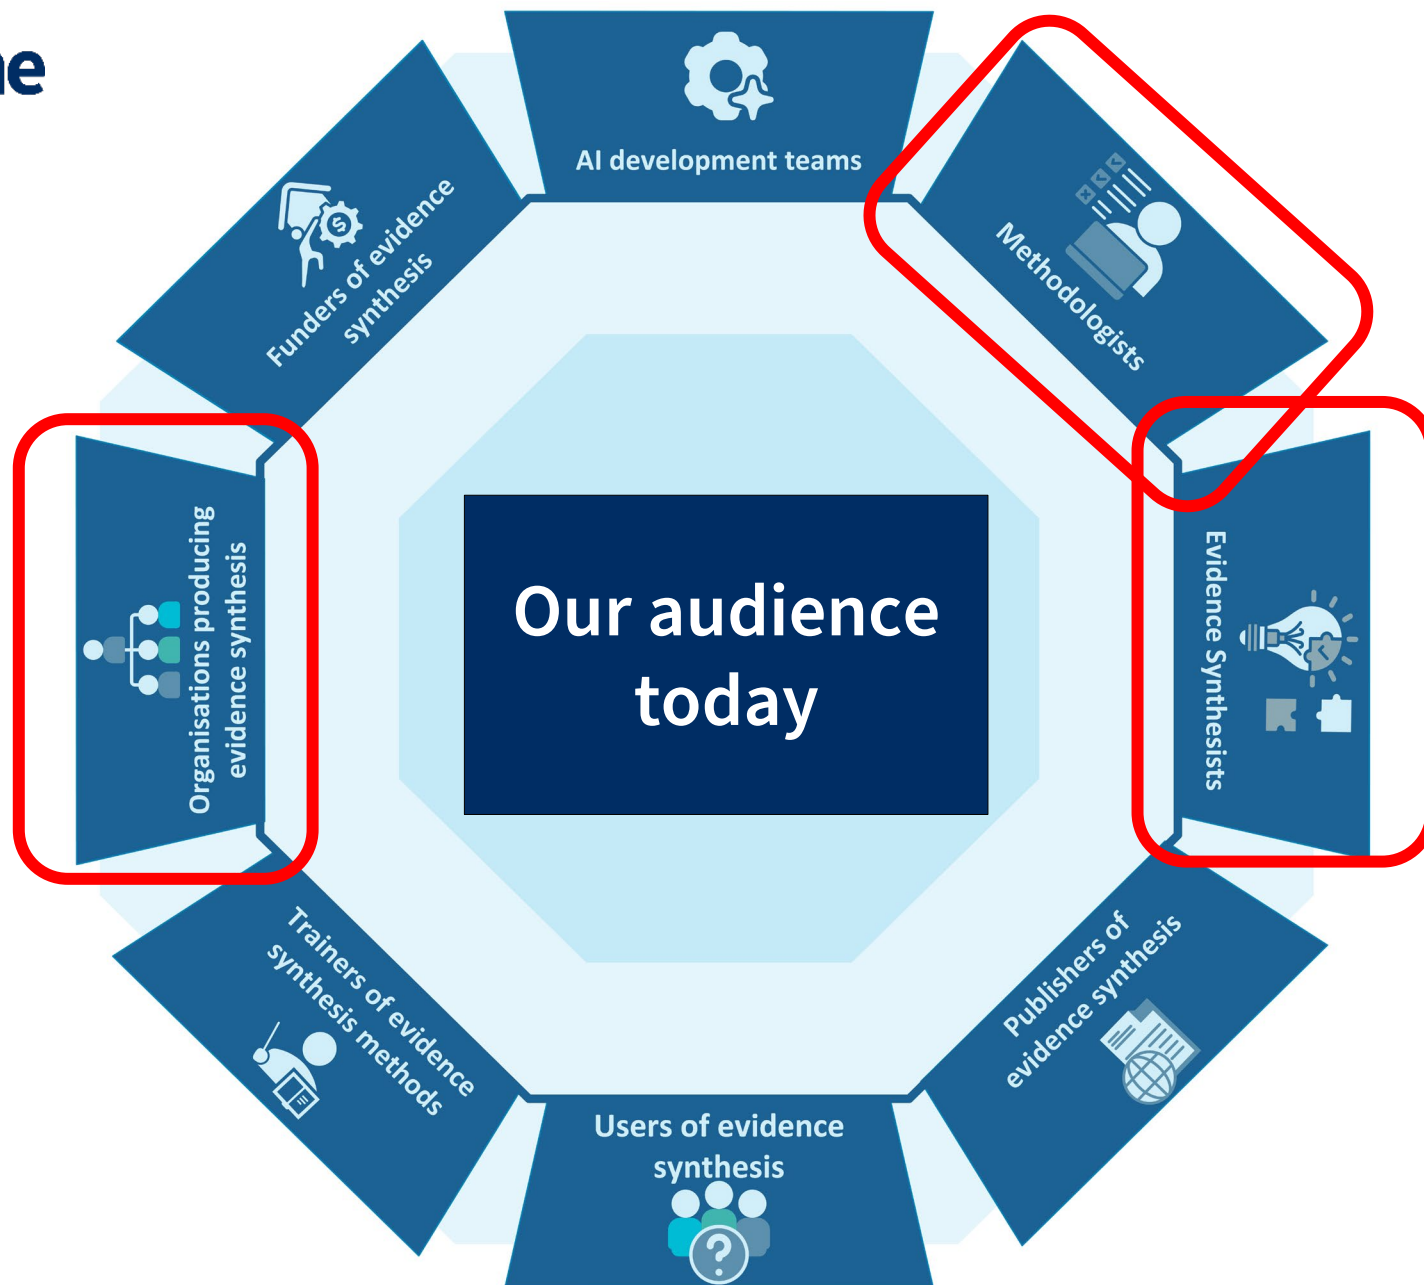 AI development teams
Methodologists
Evidence Synthesists
Publishers of
evidence synthesis
Users of evidence
synthesis
Trainers of evidence
synthesis methods
Organisations producing
evidence synthesis
Funders of evidence
synthesis
Our audience
today